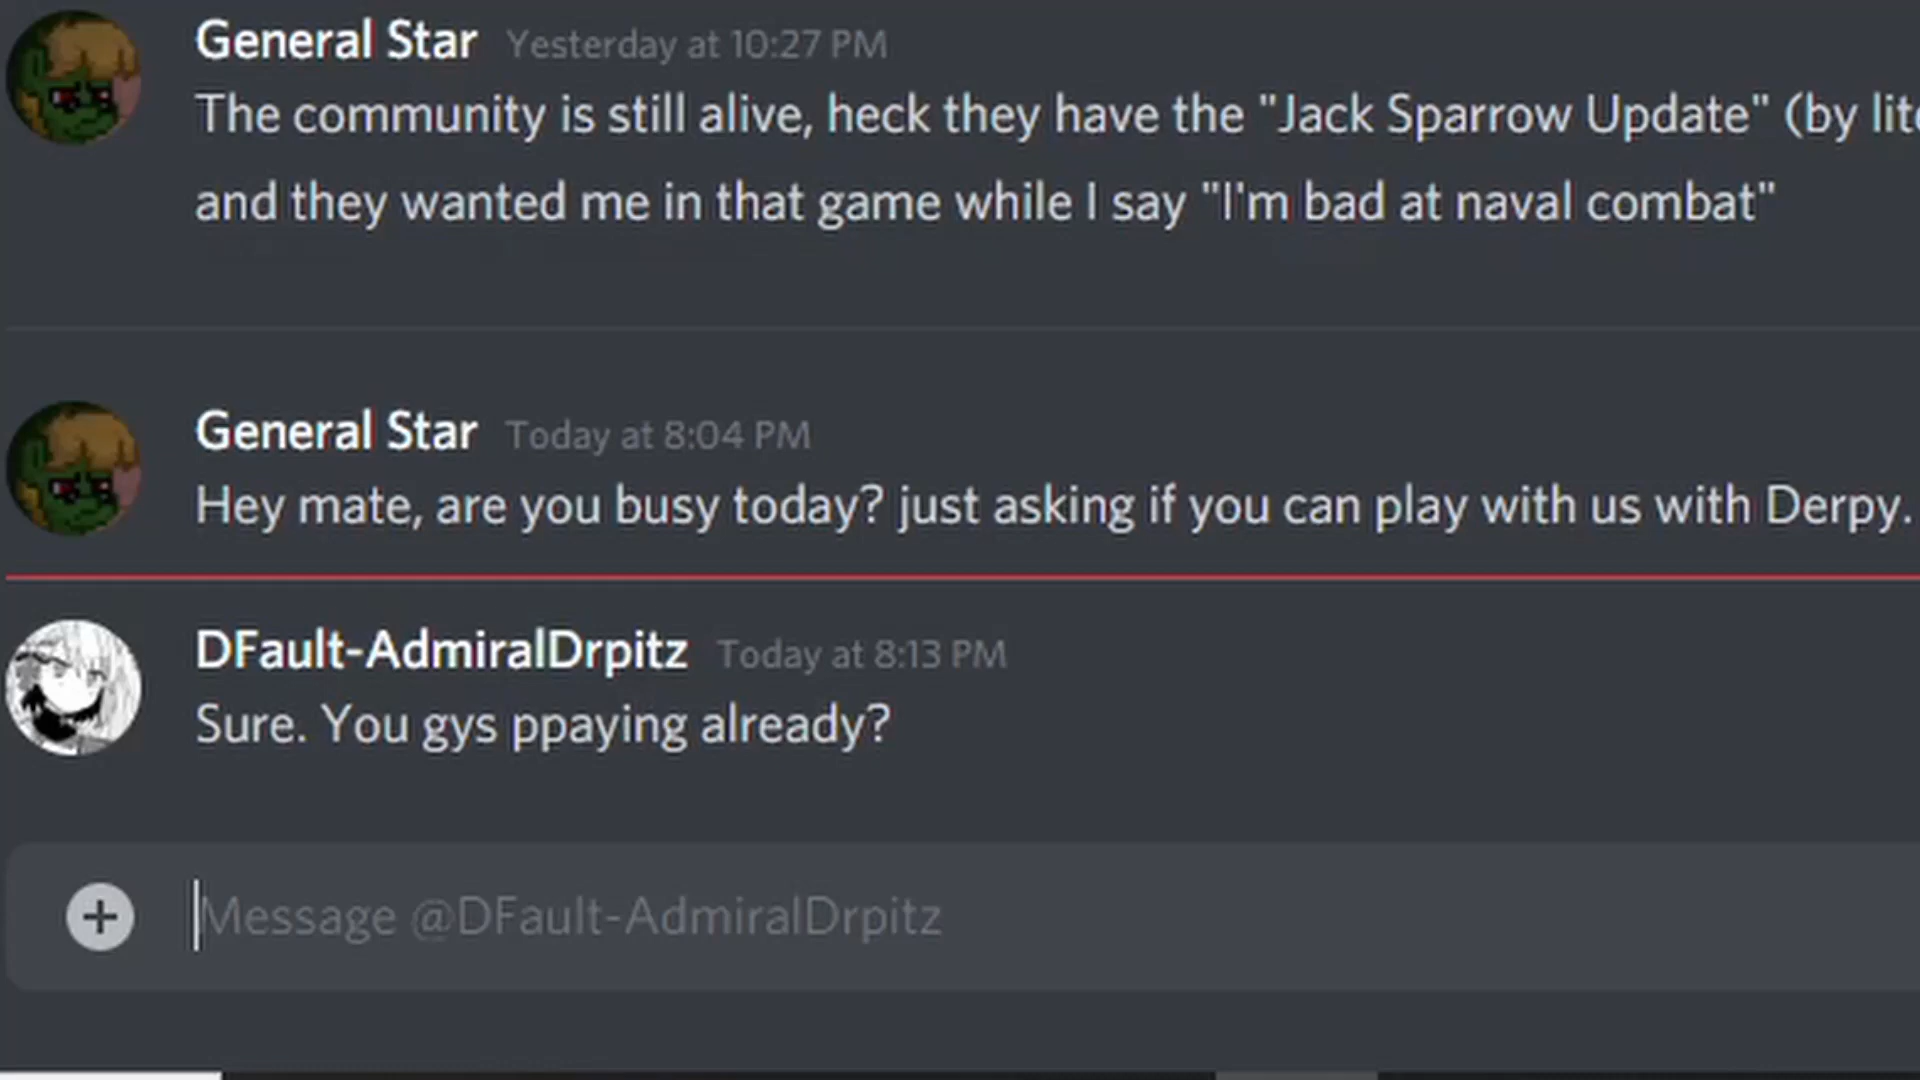 General Star Yesterday at 10:27 PM
The community is still alive, heck they have the "Jack Sparrow Update" (by
and they wanted me in that game while I say "I'm bad at naval combat"
General Star Today at 8:04 PM
Hey mate, are you busy today? just asking if you can play with us with Derpy.
DFault-AdmiralDrpitz Today at 8:13 PM
Sure. You gys ppaying already?
Message @DFault-AdmiralDrpitz